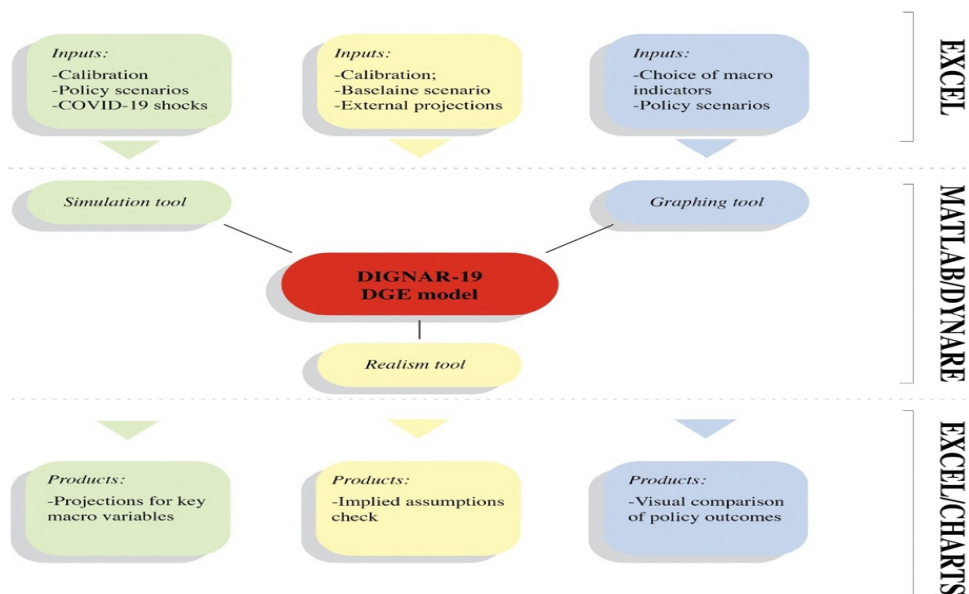 Inputs:
-Calibration
-Policy scenarios
-COVID-19 shocks
Inputs:
-Calibration;
-Baselaine scenario
-External projections
Inputs:
-Choice of macro
indicators
-Policy scenarios
EXCEL
Simulation tool
Graphing tool
DIGNAR-19
DGE model
Realism tool
MATLAB/DYNARE
Products:
-Projections for key
macro variables
Products:
-Implied assumptions
check
Products:
-Visual comparison
of policy outcomes
EXCEL/CHARTS